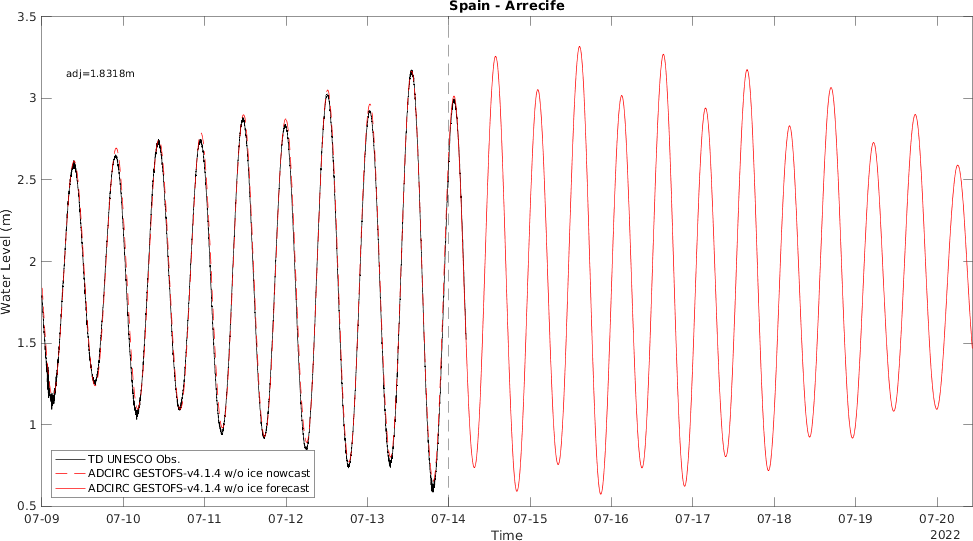 Spain - Arrecife
adj=1.8318m
Water Level (m)
3.5
3
2.5
2
1.5
1
0.5
TD UNESCO Obs.
ADCIRC GESTOFS-v4.1.4 w/o ice nowcast
ADCIRC GESTOFS-v4.1.4 w/o ice forecast
07-09 07-10 07-11 07-12 07-13 07-14 07-15 07-16 07-17 07-18 07-19 07-20
2022
Time